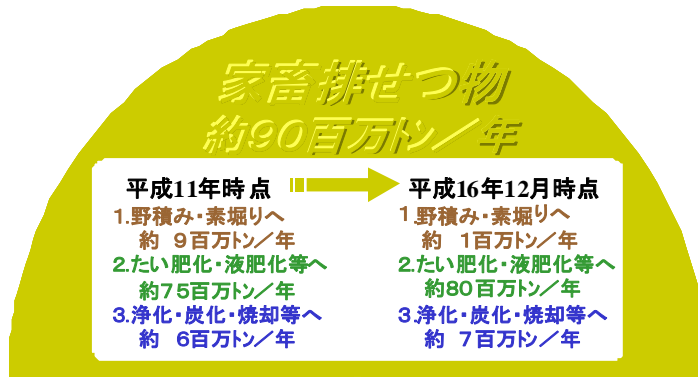 家畜排せつ物
約90百万トン／年
平成11年時点
1.野積み・素堀りへ
約　9百万トン／年
2.たい肥化・液肥化等へ
約75百万トン／年
3.浄化・炭化・焼却等へ
約　6百万トン／年
平成16年12月時点
1.野積み・素堀りへ
約　1百万トン／年
2.たい肥化・液肥化等へ
約80百万トン／年
3.浄化・炭化・焼却等へ
約　7百万トン／年